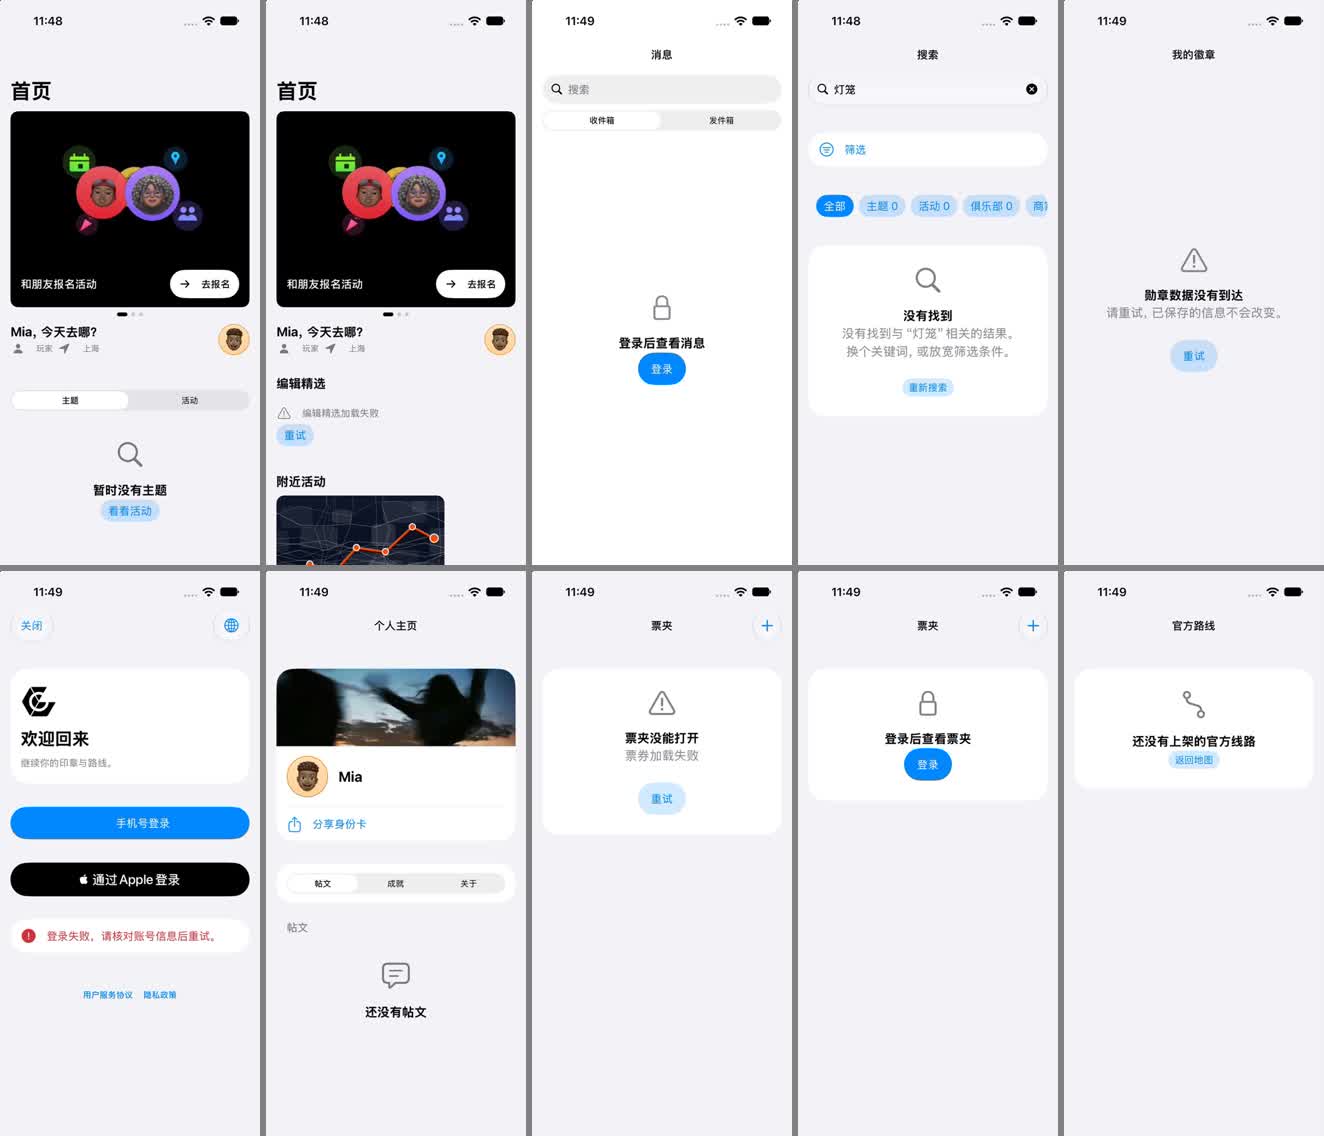 11:48
首页
和朋友报名活动
去报名
Mia, 今天去哪?
玩家
上海
主题
活动
暂时没有主题
看看活动
11:48
首页
和朋友报名活动
去报名
Mia, 今天去哪?
玩家
上海
编辑精选
编辑精选加载失败
重试
附近活动
11:49
消息
搜索
收件箱
发件箱
登录后查看消息
登录
11:48
搜索
灯笼
筛选
全部
主题 0
活动 0
俱乐部 0
没有找到
没有找到与 “灯笼” 相关的结果。
换个关键词, 或放宽筛选条件。
重新搜索
11:49
我的徽章
勋章数据没有到达
请重试, 已保存的信息不会改变。
重试
11:49
关闭
欢迎回来
继续你的印章与路线。
手机号登录
通过 Apple 登录
登录失败, 请核对账号信息后重试。
用户服务协议
隐私政策
11:49
个人主页
Mia
分享身份卡
帖文
成就
关于
帖文
还没有帖文
11:49
票夹
票夹没能打开
票券加载失败
重试
11:49
票夹
登录后查看票夹
登录
11:49
官方路线
还没有上架的官方线路
返回地图